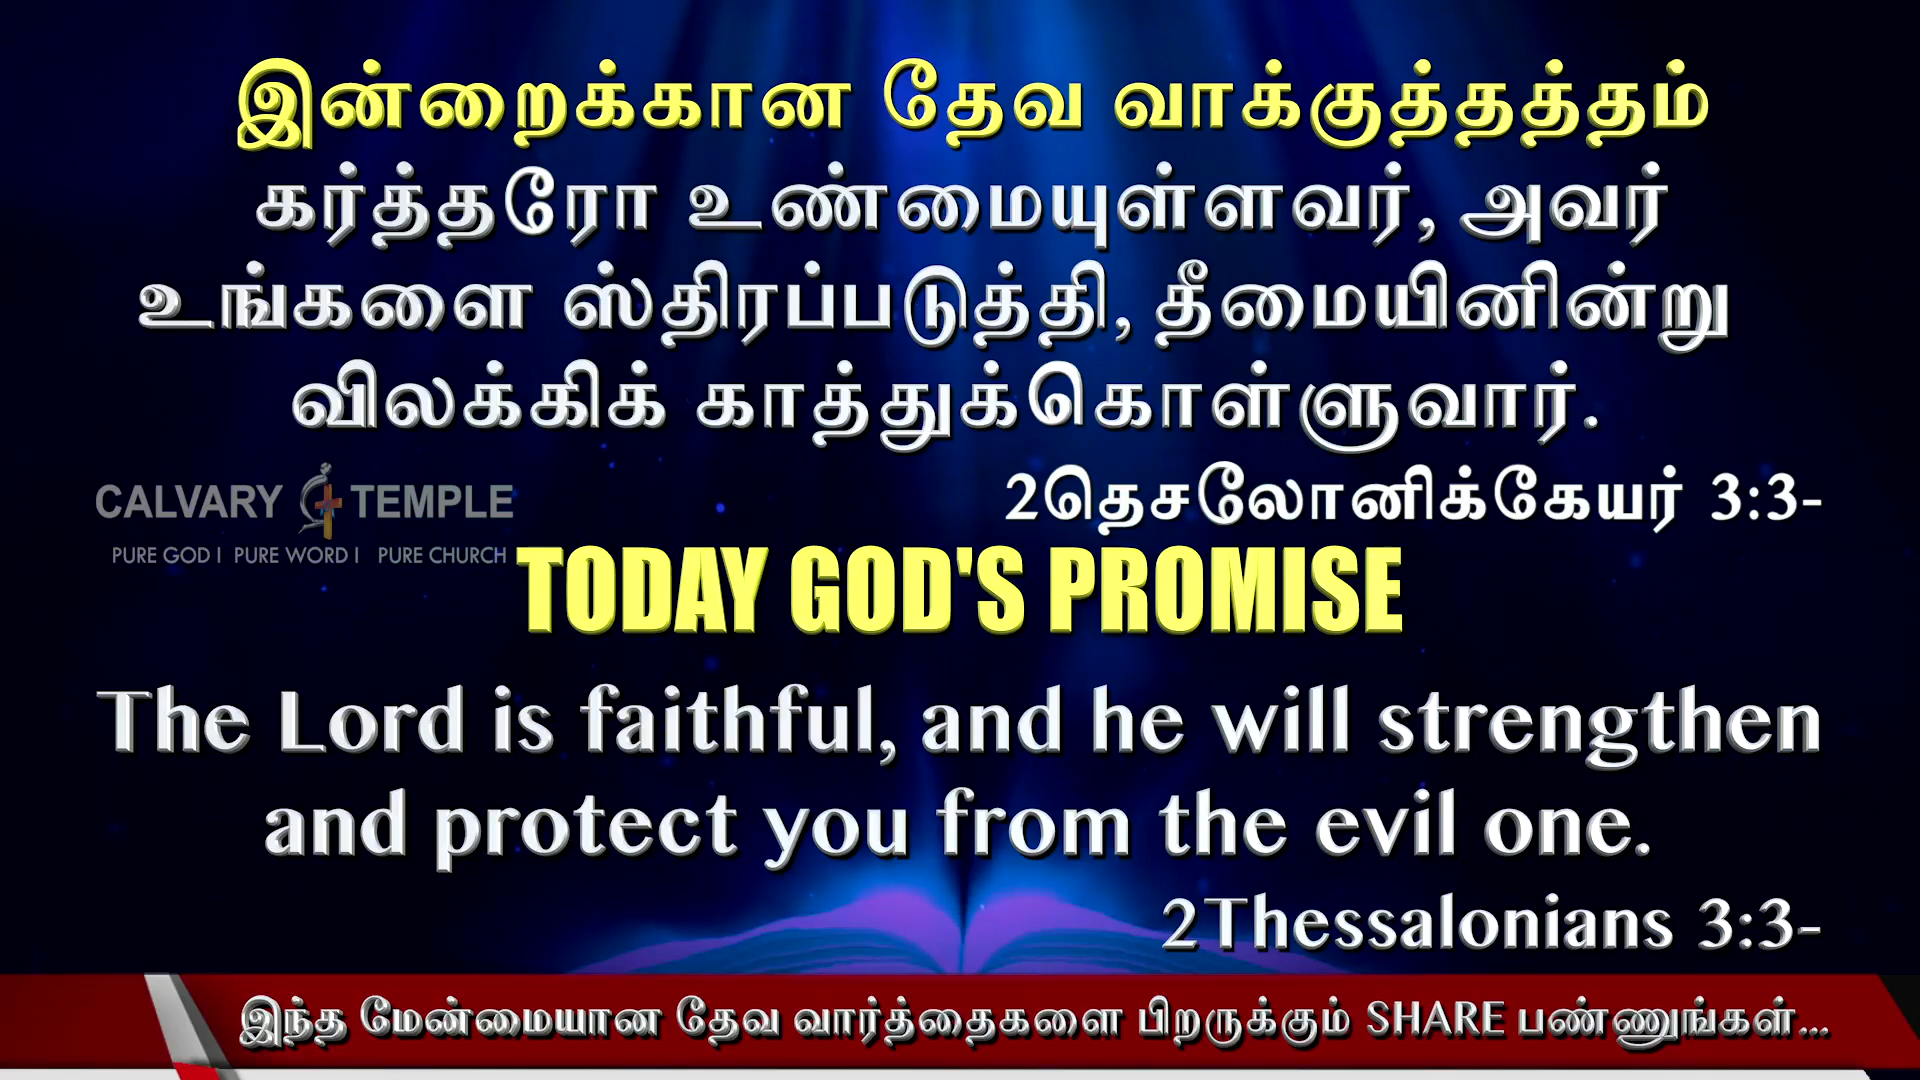 இன்றைக்கான தேவ வாக்குத்தத்தம்
கர்த்தரோ உண்மையுள்ளவர், அவர்
உங்களை ஸ்திரப்படுத்தி, தீமையினின்று
விலக்கிக் காத்துக்கொள்ளுவார்.
2தெசலோனிக்கேயர் 3:3-
CALVARY TEMPLE
PURE GOD I PURE WORD I PURE CHURCH
TODAY GOD'S PROMISE
The Lord is faithful, and he will strengthen
and protect you from the evil one.
2Thessalonians 3:3-
இந்த மேன்மையான தேவ வார்த்தைகளை பிறருக்கும் SHARE பண்ணுங்கள்...